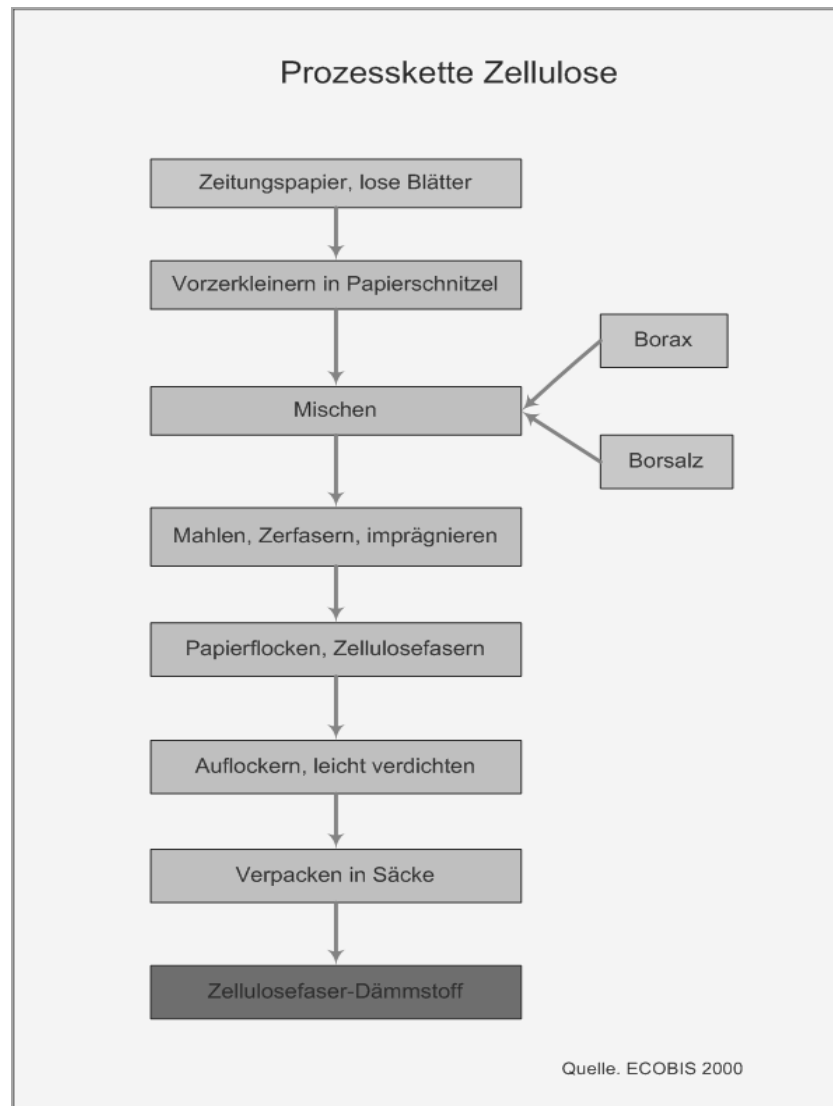 Prozesskette Zellulose
Zeitungspapier, lose Blätter
Vorzerkleinern in Papierschnitzel
Borax
Mischen
Borsalz
Mahlen, Zerfasern, imprägnieren
Papierflocken, Zellulosefasern
Auflockern, leicht verdichten
Verpacken in Säcke
Zellulosefaser-Dämmstoff
Quelle. ECOBIS 2000